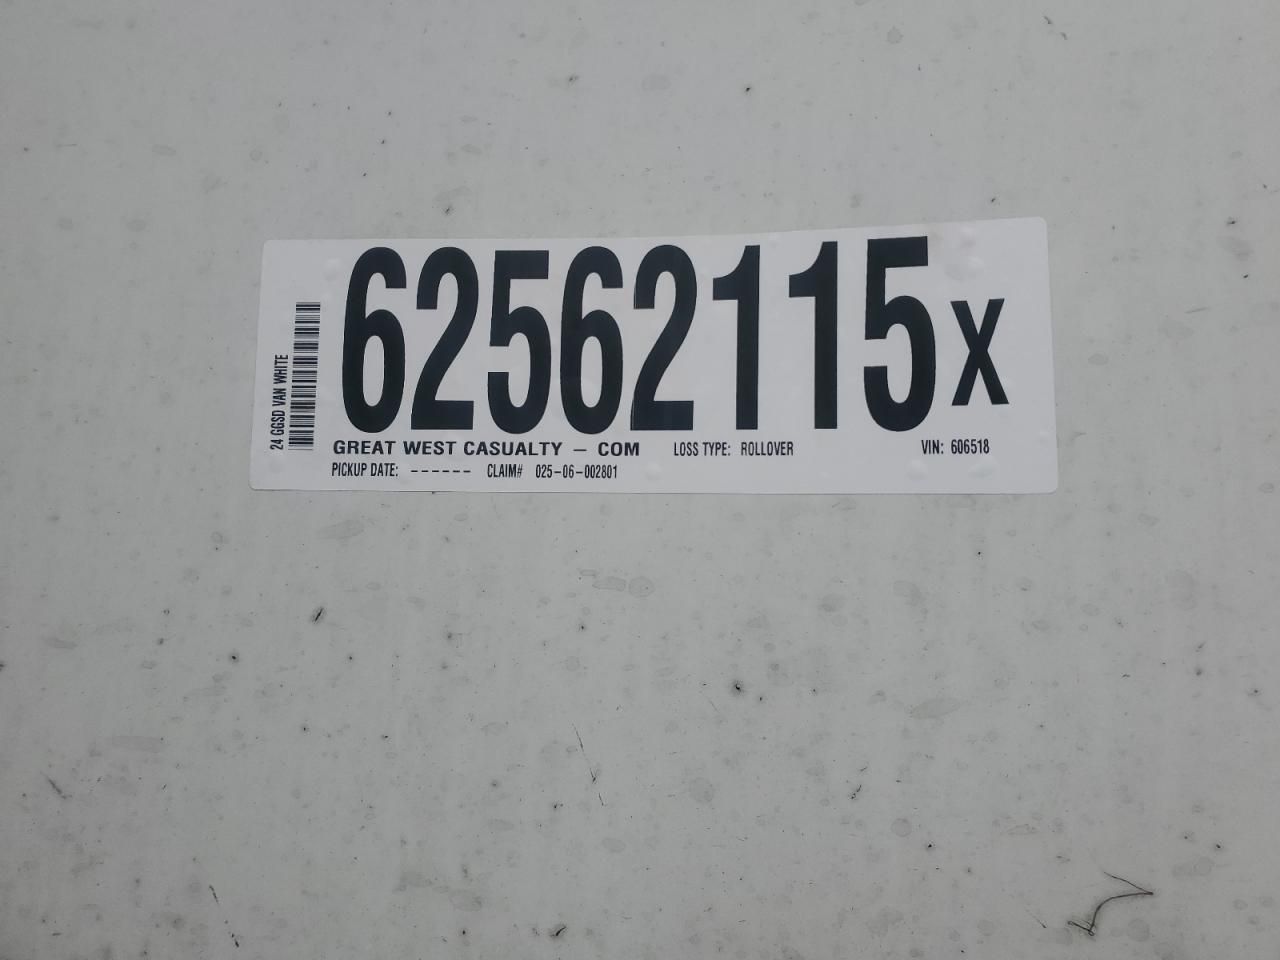 24 GGSD VAN WHITE
62562115X
GREAT WEST CASUALTY – COM LOSS TYPE: ROLLOVER VIN: 606518
PICKUP DATE: ------ CLAIM# 025-06-002801